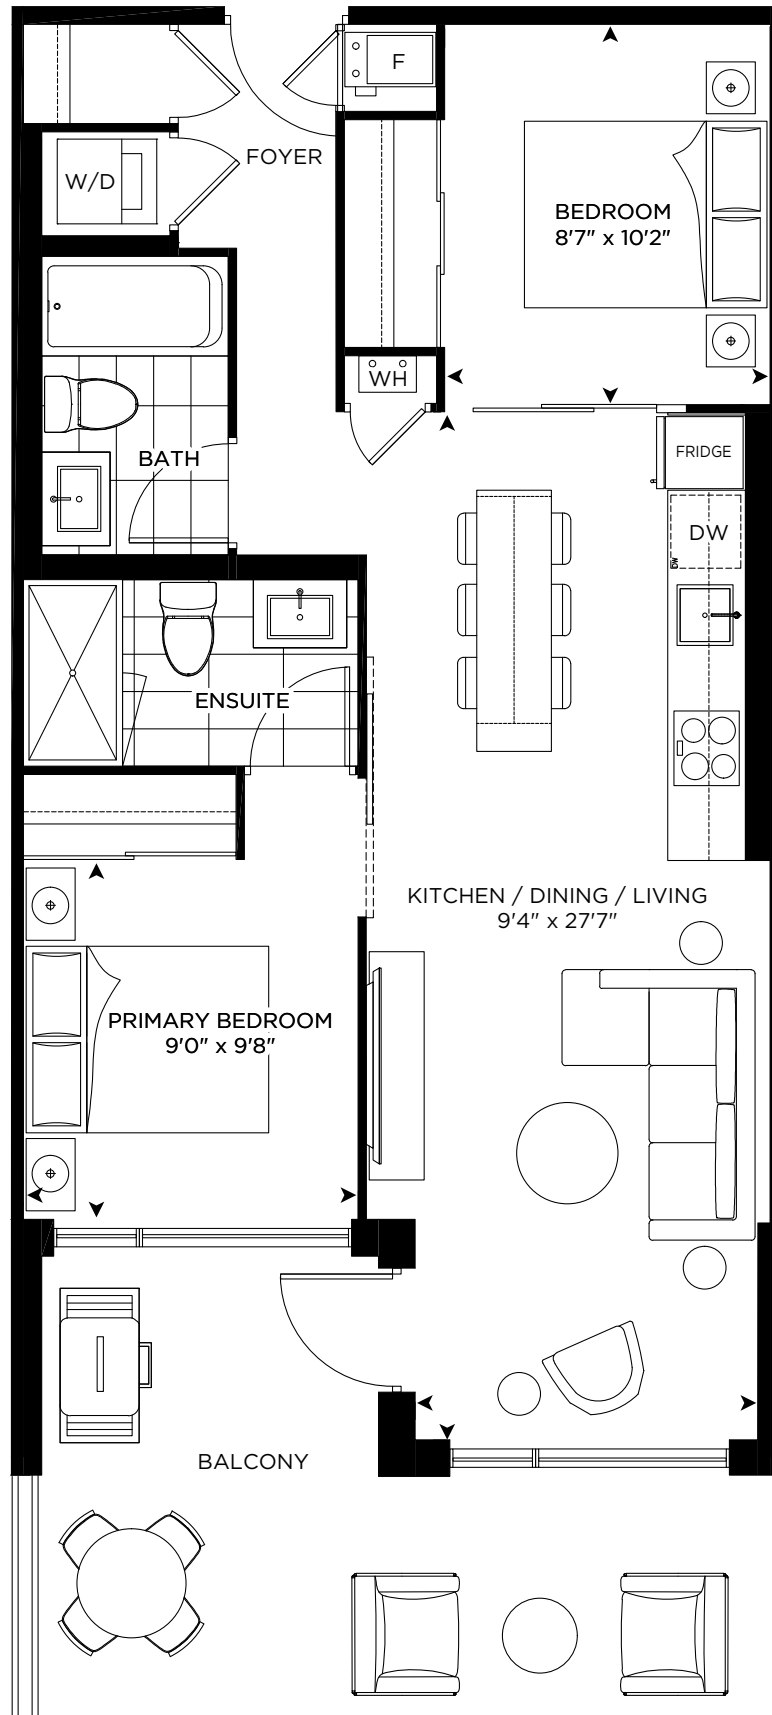 F
FOYER
W/D
BEDROOM
8'7" x 10'2"
WH
BATH
FRIDGE
DW
DW
ENSUITE
KITCHEN / DINING / LIVING
9'4" x 27'7"
PRIMARY BEDROOM
9'0" x 9'8"
BALCONY